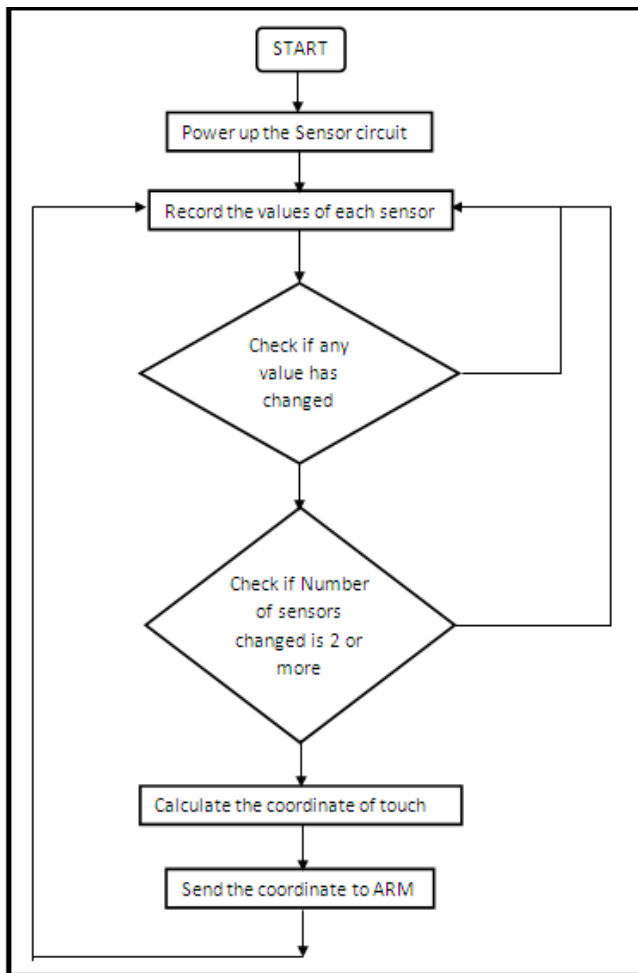 START
Power up the Sensor circuit
Record the values of each sensor
Check if any
value has
changed
Check if Number
of sensors
changed is 2 or
more
Calculate the coordinate of touch
Send the coordinate to ARM